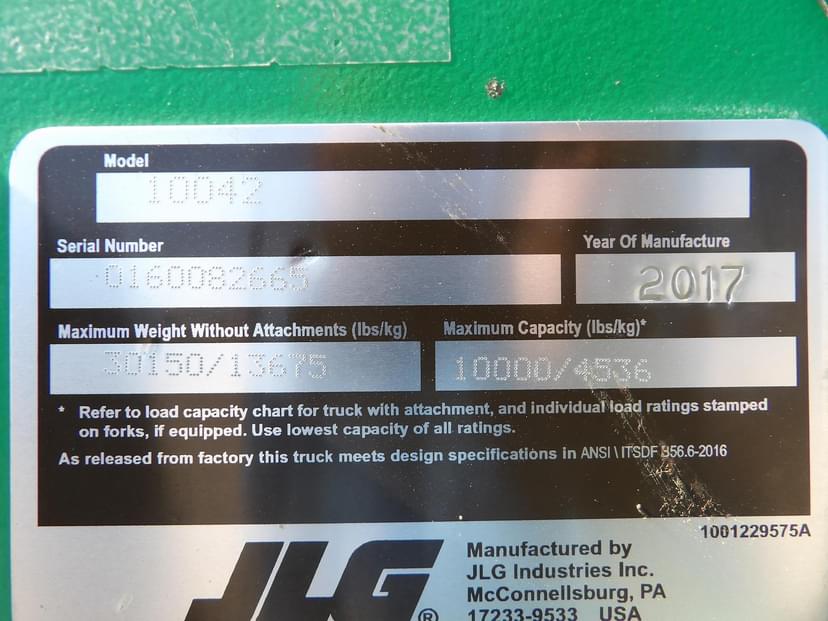 Model
10042
Serial Number
Year Of Manufacture
0160082665
2017
Maximum Weight Without Attachments (lbs/kg)
Maximum Capacity (lbs/kg)*
30150/13675
10000/4536
* Refer to load capacity chart for truck with attachment, and individual load ratings stamped
on forks, if equipped. Use lowest capacity of all ratings.
As released from factory this truck meets design specifications in ANSI \ ITSDF B56.6-2016
1001229575A
JLG®
Manufactured by
JLG Industries Inc.
McConnellsburg, PA
17233-9533 USA